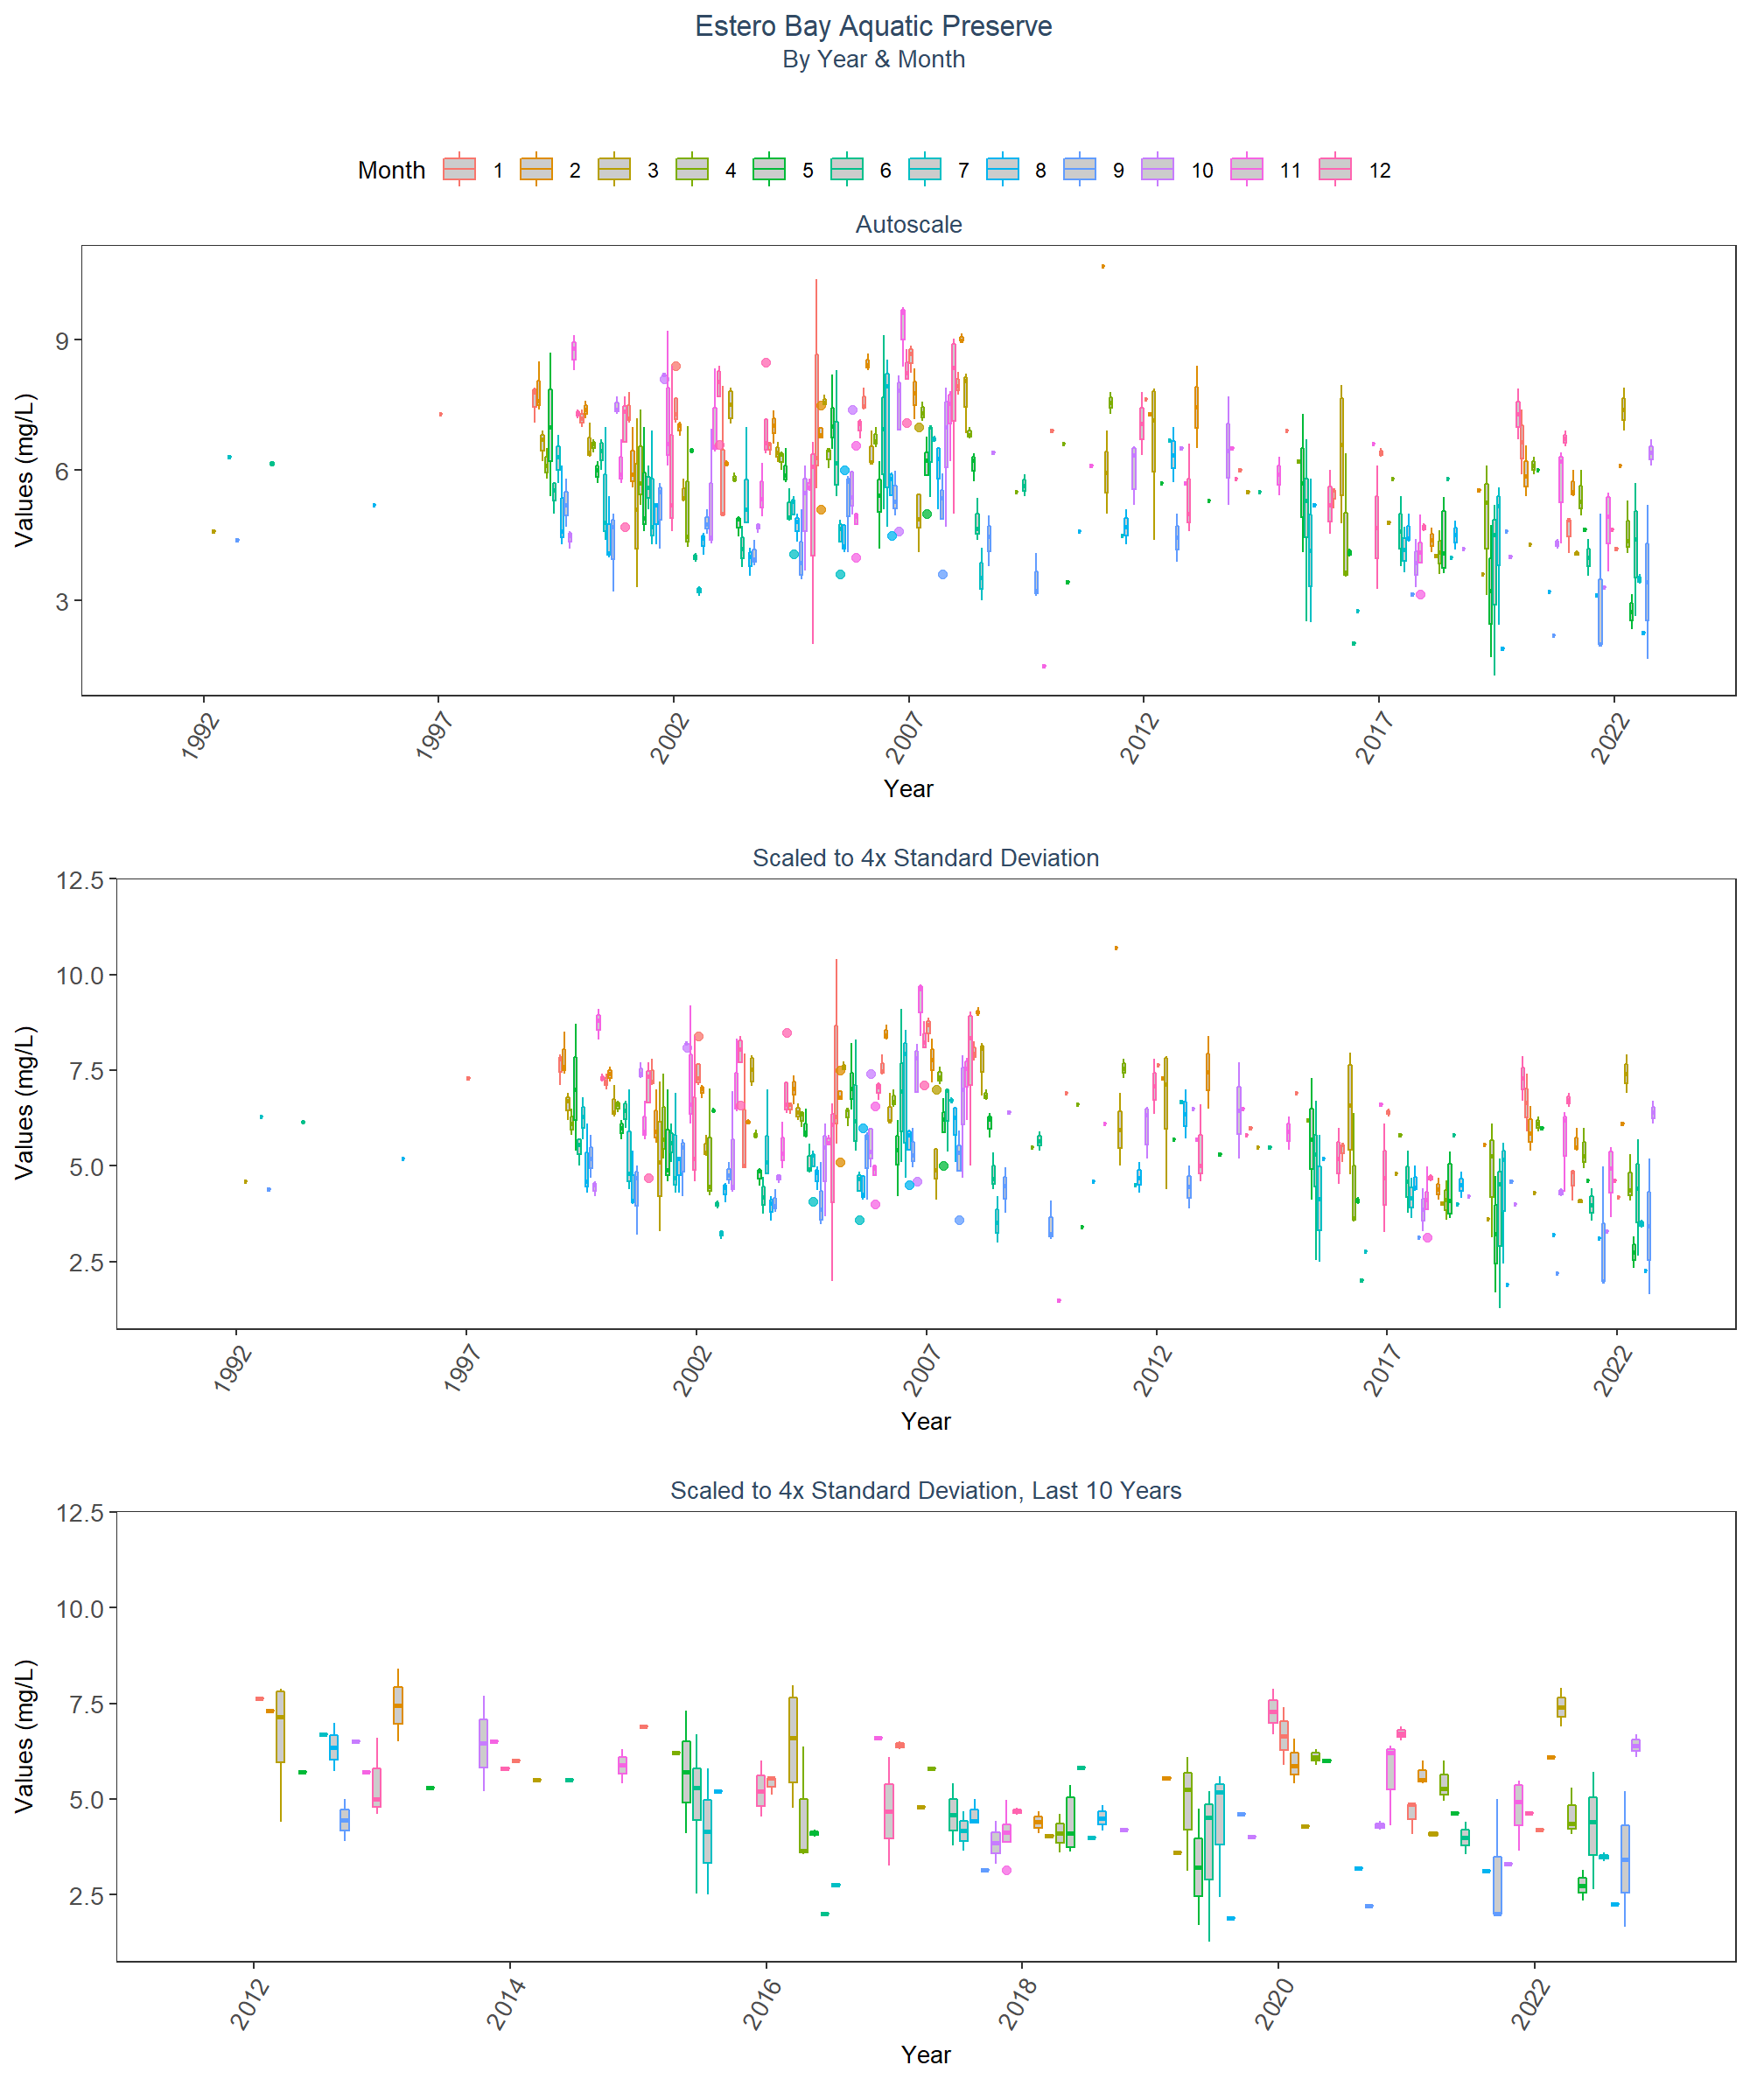 Estero Bay Aquatic Preserve
By Year & Month
Month 1 2 3 4 5 6 7 8 9 10 11 12
Autoscale
Values (mg/L)
9
6
3
1992 1997 2002 2007 2012 2017 2022
Year
Scaled to 4x Standard Deviation
Values (mg/L)
12.5
10.0
7.5
5.0
2.5
1992 1997 2002 2007 2012 2017 2022
Year
Scaled to 4x Standard Deviation, Last 10 Years
Values (mg/L)
12.5
10.0
7.5
5.0
2.5
2012 2014 2016 2018 2020 2022
Year